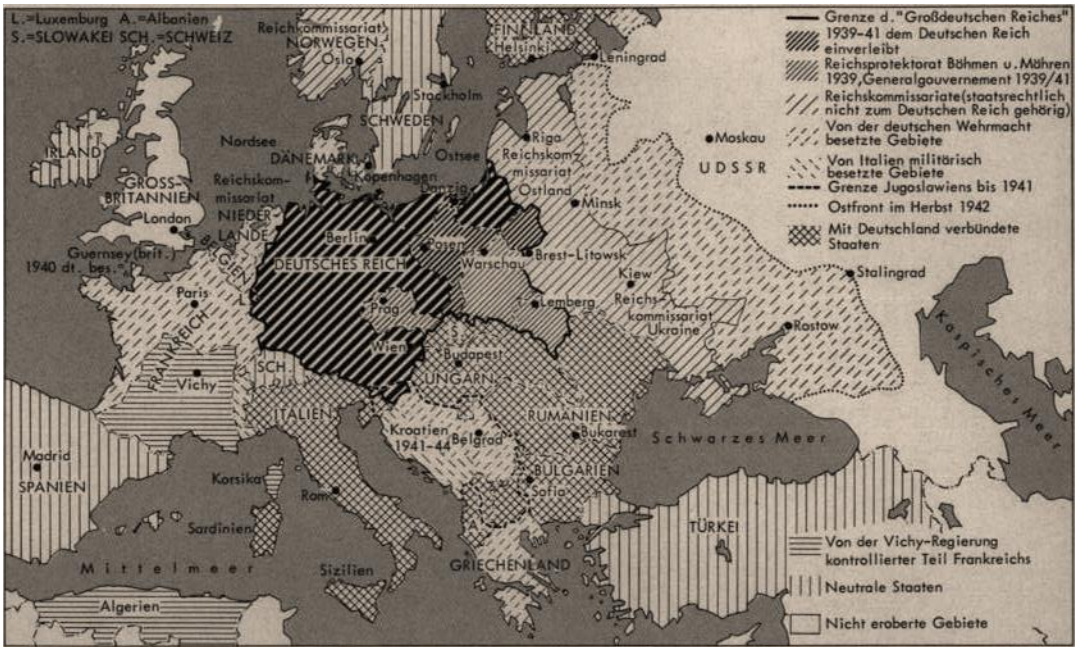 L.=Luxemburg A.=Albanien
S.=SLOWAKEI SCH.=SCHWEIZ
Grenze d. "Großdeutschen Reiches"
1939-41 dem Deutschen Reich
einverleibt
Reichsprotektorat Böhmen u. Mähren
1939, Generalgouvernement 1939/41
Reichskommissariate (staatsrechtlich
nicht zum Deutschen Reich gehörig)
Von der deutschen Wehrmacht
besetzte Gebiete
Von Italien militärisch
besetzte Gebiete
Grenze Jugoslawiens bis 1941
Ostfront im Herbst 1942
Mit Deutschland verbündete
Staaten
Reichskommissariat
NORWEGEN
Oslo
FINNLAND
Helsinki
Leningrad
Stockholm
SCHWEDEN
Nordsee
DÄNEMARK
Kopenhagen
Ostsee
Riga
Reichskom-
missariat
Ostland
Moskau
UDSSR
IRLAND
GROSS-
BRITANNIEN
London
Reichskom-
missariat
NIEDER
LANDE
Danzig
Minsk
Guernsey (brit.)
1940 dt. bes.
BELGIEN
L.
Berlin
DEUTSCHES REICH
Posen
Warschau
Brest-Litowsk
Kiew
Reichs-
kommissariat
Ukraine
Stalingrad
Paris
FRANKREICH
Prag
Lemberg
Rostow
Wien
S.
Vichy
SCH.
Budapest
UNGARN
ITALIEN
Kroatien
1941-44
Belgrad
RUMÄNIEN
Bukarest
Schwarzes Meer
Kaspisches Meer
Madrid
SPANIEN
Korsika
Rom
BULGARIEN
Sofia
Sardinien
A.
TÜRKEI
Mittelmeer
Sizilien
GRIECHENLAND
Algerien
Von der Vichy-Regierung
kontrollierter Teil Frankreichs
Neutrale Staaten
Nicht eroberte Gebiete